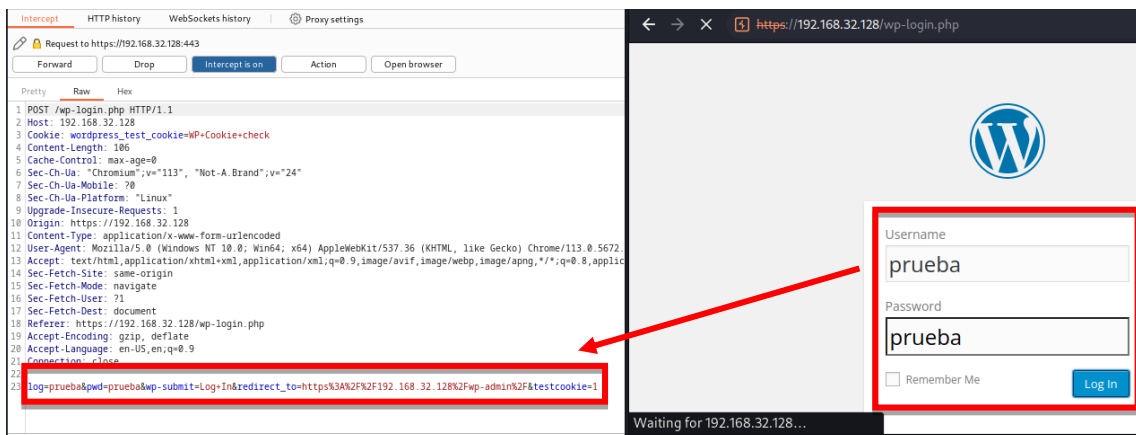 Intercept HTTP history WebSockets history Proxy settings
Request to https://192.168.32.128:443
Forward Drop Intercept is on Action Open browser
Pretty Raw Hex
1 POST /wp-login.php HTTP/1.1
2 Host: 192.168.32.128
3 Cookie: wordpress_test_cookie=WP+Cookie+check
4 Content-Length: 106
5 Cache-Control: max-age=0
6 Sec-Ch-Ua: "Chromium";v="113", "Not-A.Brand";v="24"
7 Sec-Ch-Ua-Mobile: ?0
8 Sec-Ch-Ua-Platform: "Linux"
9 Upgrade-Insecure-Requests: 1
10 Origin: https://192.168.32.128
11 Content-Type: application/x-www-form-urlencoded
12 User-Agent: Mozilla/5.0 (Windows NT 10.0; Win64; x64) AppleWebKit/537.36 (KHTML, like Gecko) Chrome/113.0.5672.
13 Accept: text/html,application/xhtml+xml,application/xml;q=0.9,image/avif,image/webp,image/apng,*/*;q=0.8,applic
14 Sec-Fetch-Site: same-origin
15 Sec-Fetch-Mode: navigate
16 Sec-Fetch-User: ?1
17 Sec-Fetch-Dest: document
18 Referer: https://192.168.32.128/wp-login.php
19 Accept-Encoding: gzip, deflate
20 Accept-Language: en-US,en;q=0.9
21 Connection: close
22
23 log=prueba&pwd=prueba&wp-submit=Log+In&redirect_to=https%3A%2F%2F192.168.32.128%2Fwp-admin%2F&testcookie=1
https://192.168.32.128/wp-login.php
Username
prueba
Password
prueba
Remember Me
Log In
Waiting for 192.168.32.128...